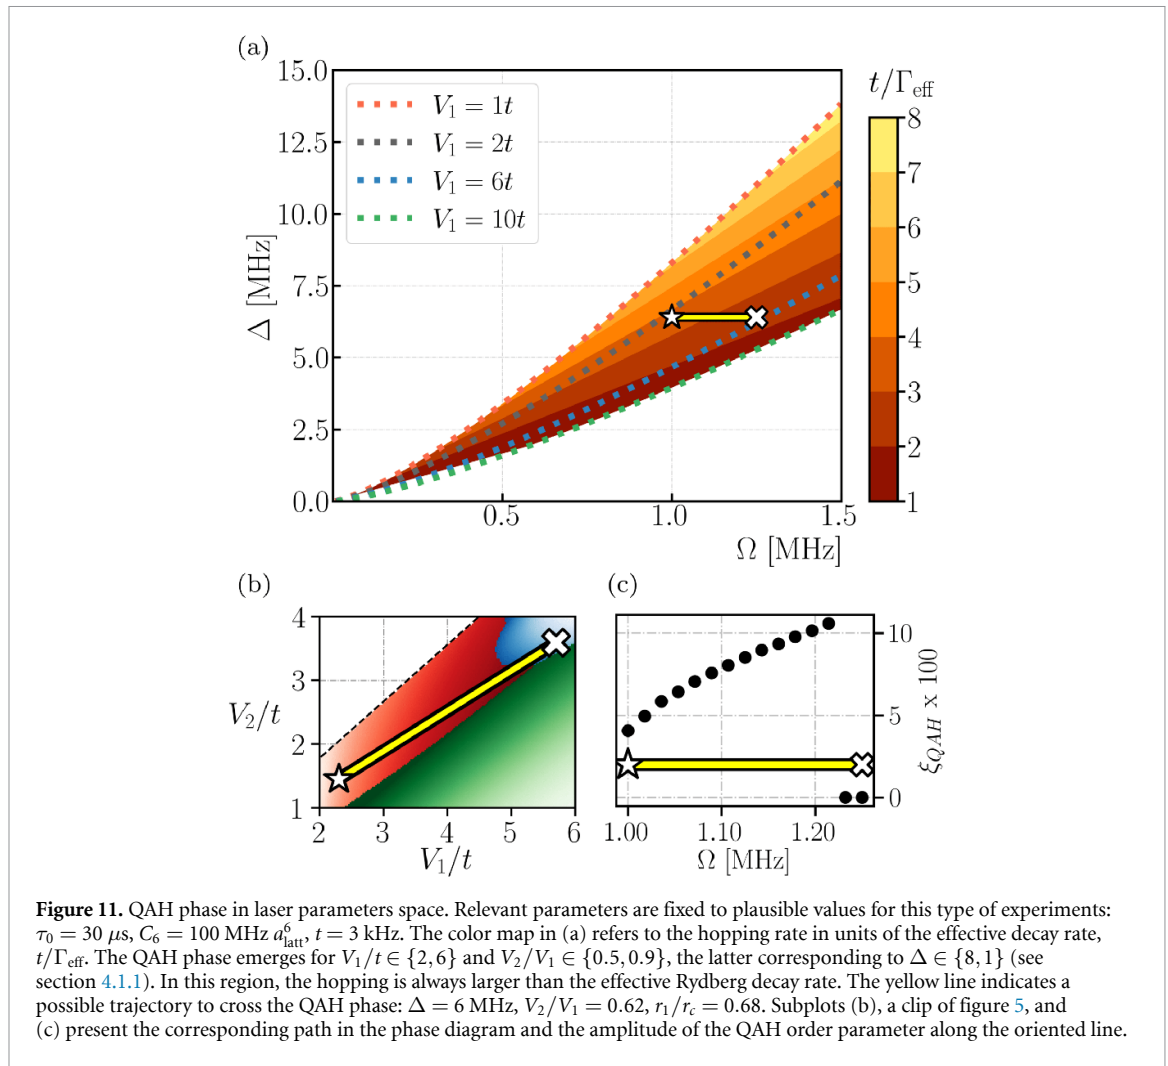 (a)
15.0
12.5
10.0
7.5
5.0
2.5
0.0
Δ [MHz]
V₁ = 1t
V₁ = 2t
V₁ = 6t
V₁ = 10t
0.5
1.0
1.5
Ω [MHz]
t/Γeff
8
7
6
5
4
3
2
1
(b)
4
3
2
1
V₂/t
2
3
4
5
6
V₁/t
(c)
10
5
0
ξQAH x 100
1.00
1.10
1.20
Ω [MHz]
Figure 11. QAH phase in laser parameters space. Relevant parameters are fixed to plausible values for this type of experiments:
τ₀ = 30 μs, C₆ = 100 MHz a⁶latt, t = 3 kHz. The color map in (a) refers to the hopping rate in units of the effective decay rate,
t/Γeff. The QAH phase emerges for V₁/t ∈ {2,6} and V₂/V₁ ∈ {0.5,0.9}, the latter corresponding to Δ ∈ {8,1} (see
section 4.1.1). In this region, the hopping is always larger than the effective Rydberg decay rate. The yellow line indicates a
possible trajectory to cross the QAH phase: Δ = 6 MHz, V₂/V₁ = 0.62, r₁/r_c = 0.68. Subplots (b), a clip of figure 5, and
(c) present the corresponding path in the phase diagram and the amplitude of the QAH order parameter along the oriented line.